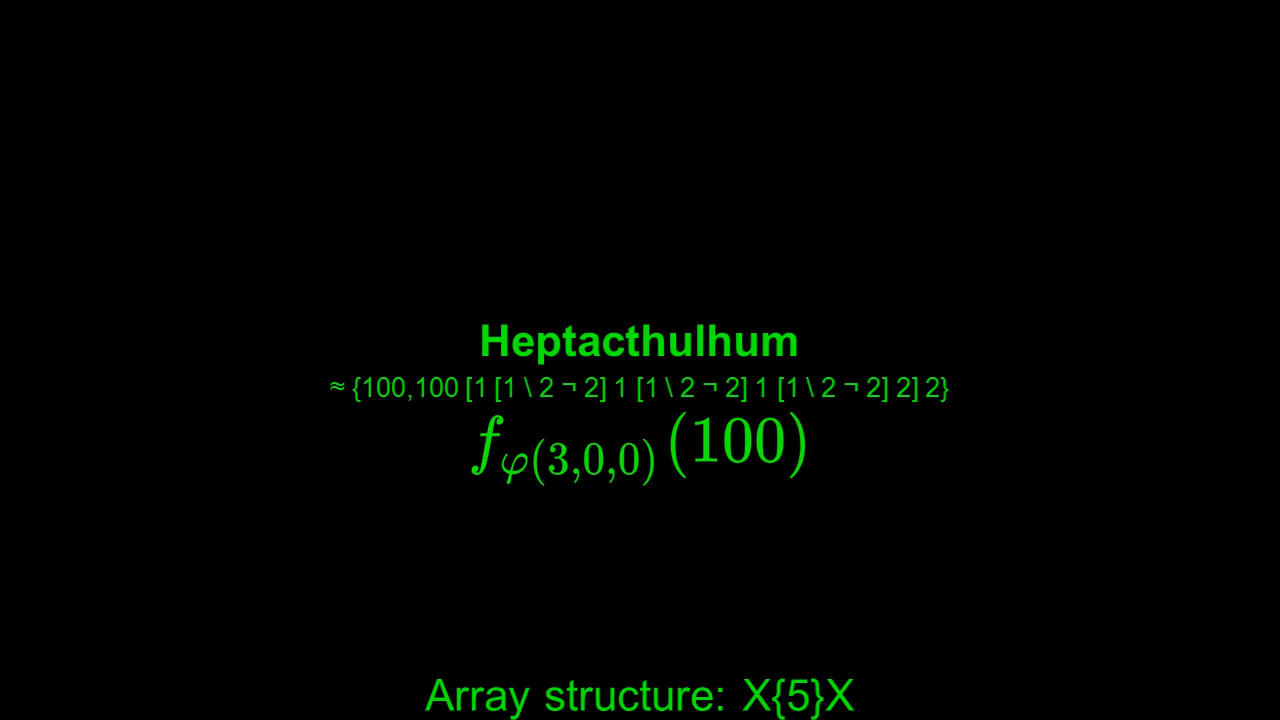 Heptacthulhum
≈ {100,100 [1 [1 \ 2 ¬ 2] 1 [1 \ 2 ¬ 2] 1 [1 \ 2 ¬ 2] 2] 2}
f_{φ(3,0,0)}(100)
Array structure: X{5}X